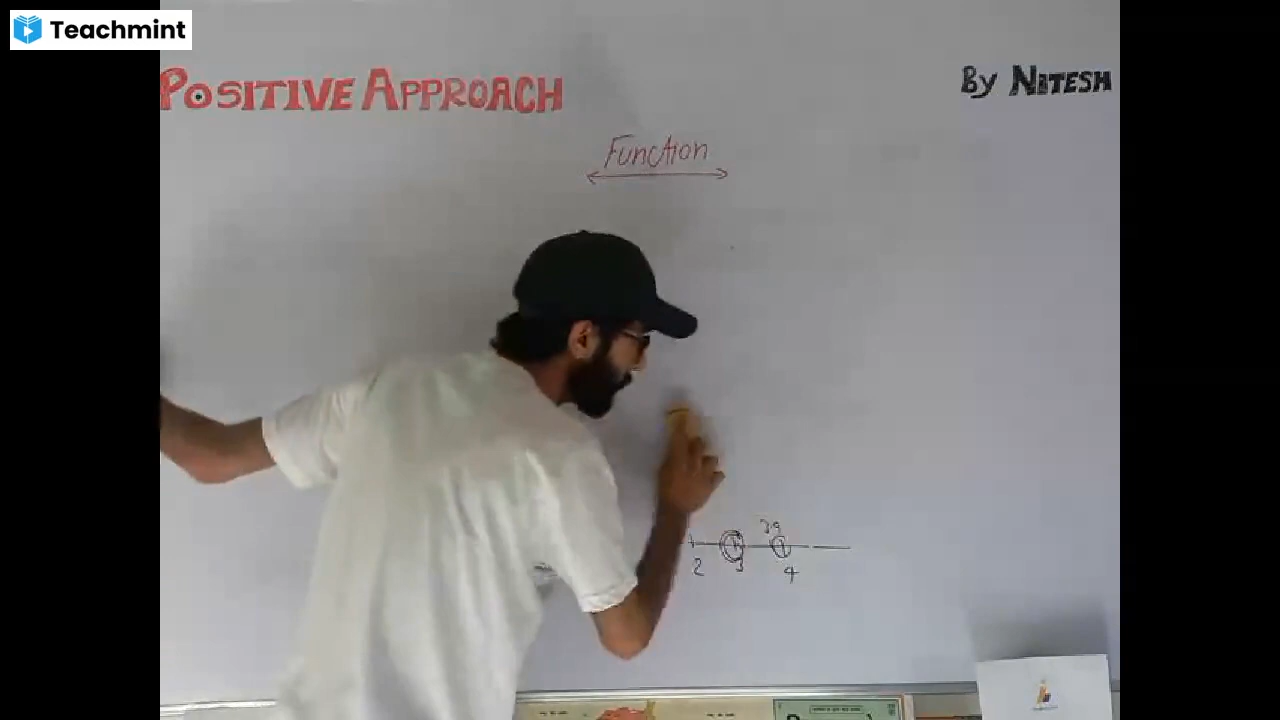 Teachmint
POSITIVE APPROACH
By NITESH
Function
2 3 4